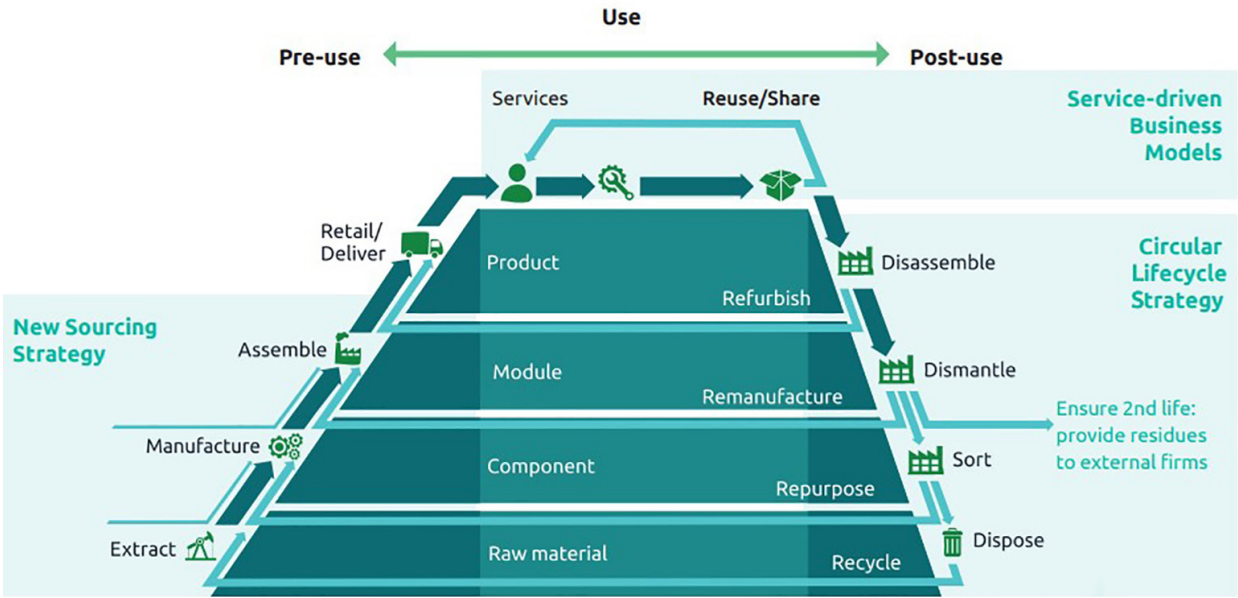 Use
Pre-use
Post-use
Services
Reuse/Share
Service-driven
Business
Models
Retail/
Deliver
Product
Refurbish
Disassemble
Circular
Lifecycle
Strategy
New Sourcing
Strategy
Assemble
Module
Remanufacture
Dismantle
Ensure 2nd life:
provide residues
to external firms
Manufacture
Component
Repurpose
Sort
Extract
Raw material
Recycle
Dispose